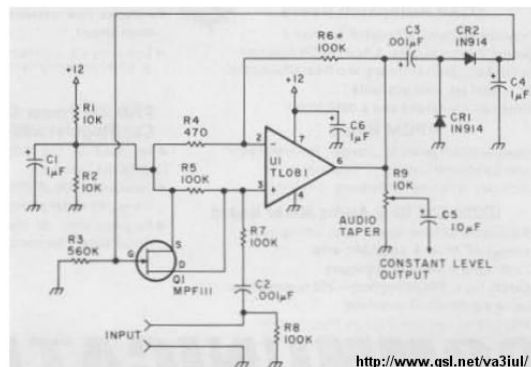 R6*
100K
C3
.001µF
CR2
1N914
+12
+12
C4
1µF
R1
10K
R4
470
C6
1µF
CR1
1N914
2
7
U1
TL081
6
3
4
C1
1µF
R5
100K
R2
10K
R9
10K
R3
560K
S
G
D
Q1
MPF111
R7
100K
AUDIO
TAPER
C5
10µF
CONSTANT LEVEL
OUTPUT
C2
.001µF
INPUT
R8
100K
http://www.qsl.net/va3iul/